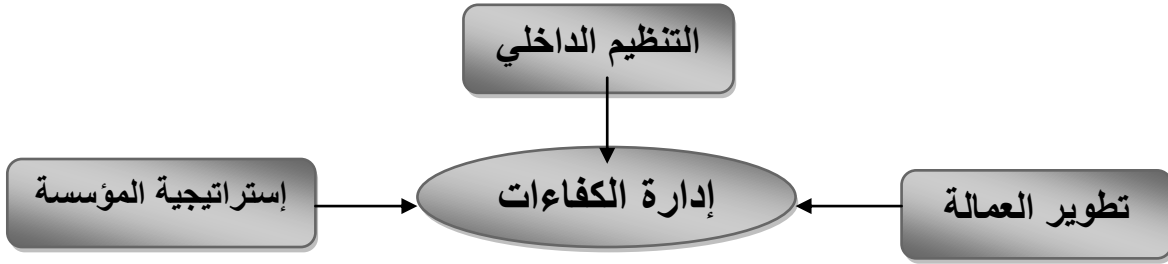 التنظيم الداخلي
إستراتيجية المؤسسة
إدارة الكفاءات
تطوير العمالة